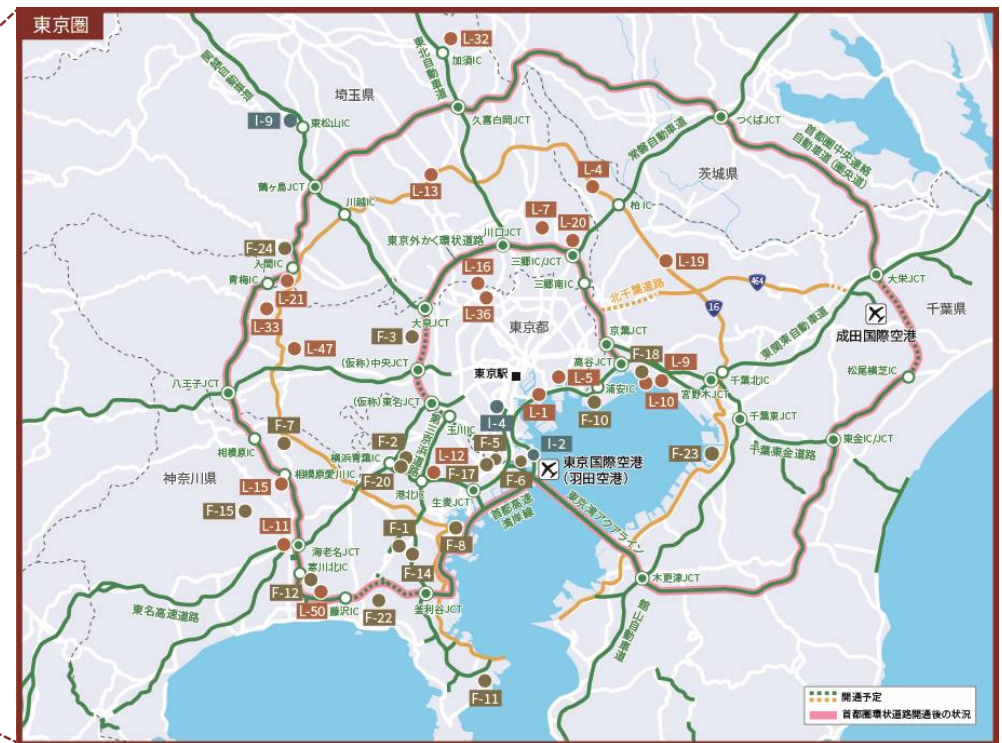 東京圏
L-32
加須IC
東北自動車道
関越自動車道
埼玉県
I-9
東松山IC
久喜白岡JCT
つくばJCT
常磐自動車道
首都圏中央連絡
自動車道(圏央道)
茨城県
鶴ヶ島JCT
L-13
L-4
川越IC
柏IC
L-7
L-20
川口JCT
東京外かく環状道路
三郷IC/JCT
F-24
入間IC
青梅IC
L-21
L-33
L-16
L-36
三郷南IC
L-19
464
北千葉道路
16
大栄JCT
千葉県
成田国際空港
大泉JCT
東京都
F-3
京葉JCT
東関東自動車道
L-47
(仮称)中央JCT
高谷JCT
F-18
L-9
松尾横芝IC
東京駅
L-5
浦安IC
L-10
宮野木JCT
千葉北IC
八王子JCT
(仮称)東名JCT
L-1
F-10
I-4
千葉東JCT
第三京浜道路
玉川IC
F-7
F-2
F-5
I-2
東金IC/JCT
相模原IC
横浜青葉IC
L-12
F-17
F-23
千葉東金道路
F-20
F-6
東京国際空港
(羽田空港)
相模原愛川IC
港北IC
神奈川県
L-15
生麦JCT
首都高速
湾岸線
東京湾アクアライン
F-15
L-11
F-1
F-8
海老名JCT
寒川北IC
F-14
木更津JCT
F-12
L-50
藤沢IC
F-22
釜利谷JCT
東名高速道路
館山自動車道
F-11
開通予定
首都圏環状道路開通後の状況